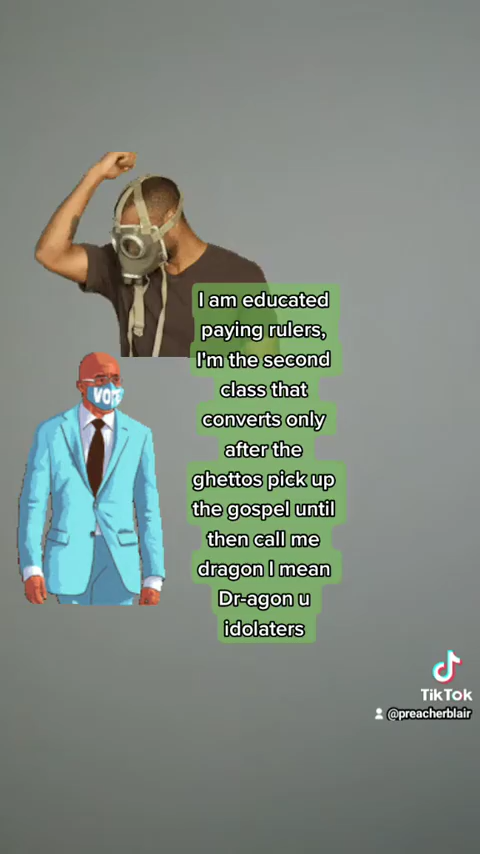 VOTE
I am educated
paying rulers,
I'm the second
class that
converts only
after the
ghettos pick up
the gospel until
then call me
dragon I mean
Dr-agon u
idolaters
TikTok
@preacherblair